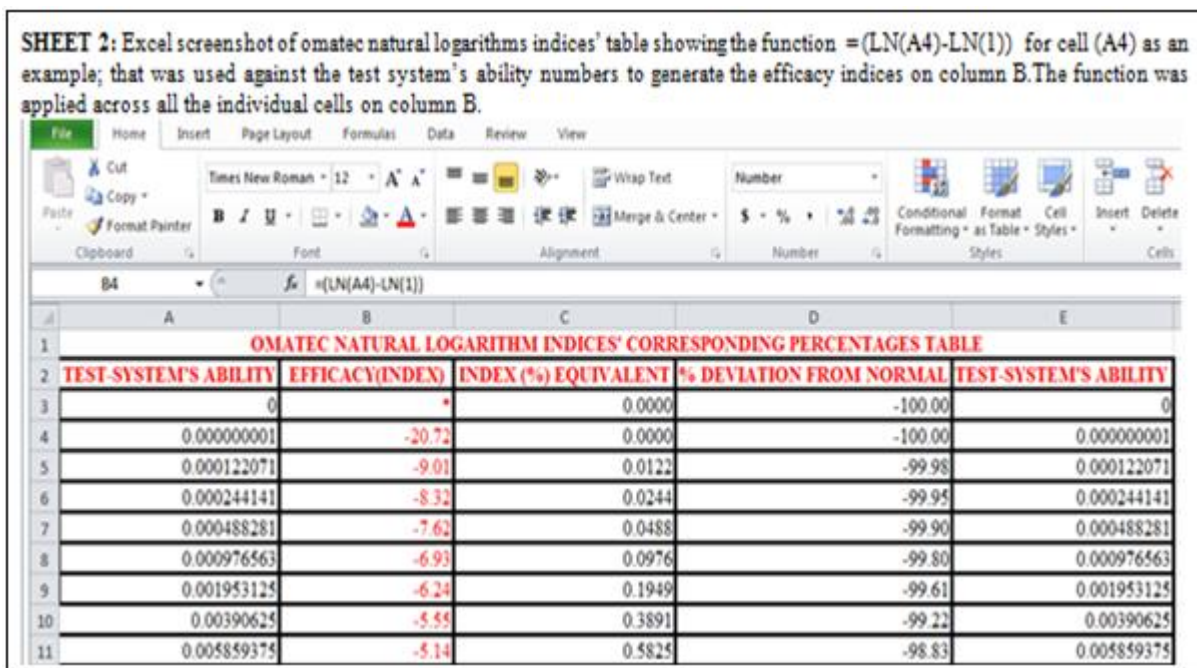 SHEET 2: Excel screenshot of omatec natural logarithms indices' table showing the function =(LN(A4)-LN(1)) for cell (A4) as an
example; that was used against the test system's ability numbers to generate the efficacy indices on column B.The function was
applied across all the individual cells on column B.
File Home Insert Page Layout Formulas Data Review View
Cut
Copy
Format Painter
Paste
Clipboard
Times New Roman 12 A A
B I U A
Font
Wrap Text
Merge & Center
Alignment
Number
$ % ,
Number
Conditional Formatting
Format as Table
Cell Styles
Styles
Insert Delete
Cells
B4 fx =(LN(A4)-LN(1))
A B C D E
1 OMATEC NATURAL LOGARITHM INDICES' CORRESPONDING PERCENTAGES TABLE
2 TEST-SYSTEM'S ABILITY EFFICACY(INDEX) INDEX (%) EQUIVALENT % DEVIATION FROM NORMAL TEST-SYSTEM'S ABILITY
3 0 * 0.0000 -100.00 0
4 0.000000001 -20.72 0.0000 -100.00 0.000000001
5 0.000122071 -9.01 0.0122 -99.98 0.000122071
6 0.000244141 -8.32 0.0244 -99.95 0.000244141
7 0.000488281 -7.62 0.0488 -99.90 0.000488281
8 0.000976563 -6.93 0.0976 -99.80 0.000976563
9 0.001953125 -6.24 0.1949 -99.61 0.001953125
10 0.00390625 -5.55 0.3891 -99.22 0.00390625
11 0.005859375 -5.14 0.5825 -98.83 0.005859375